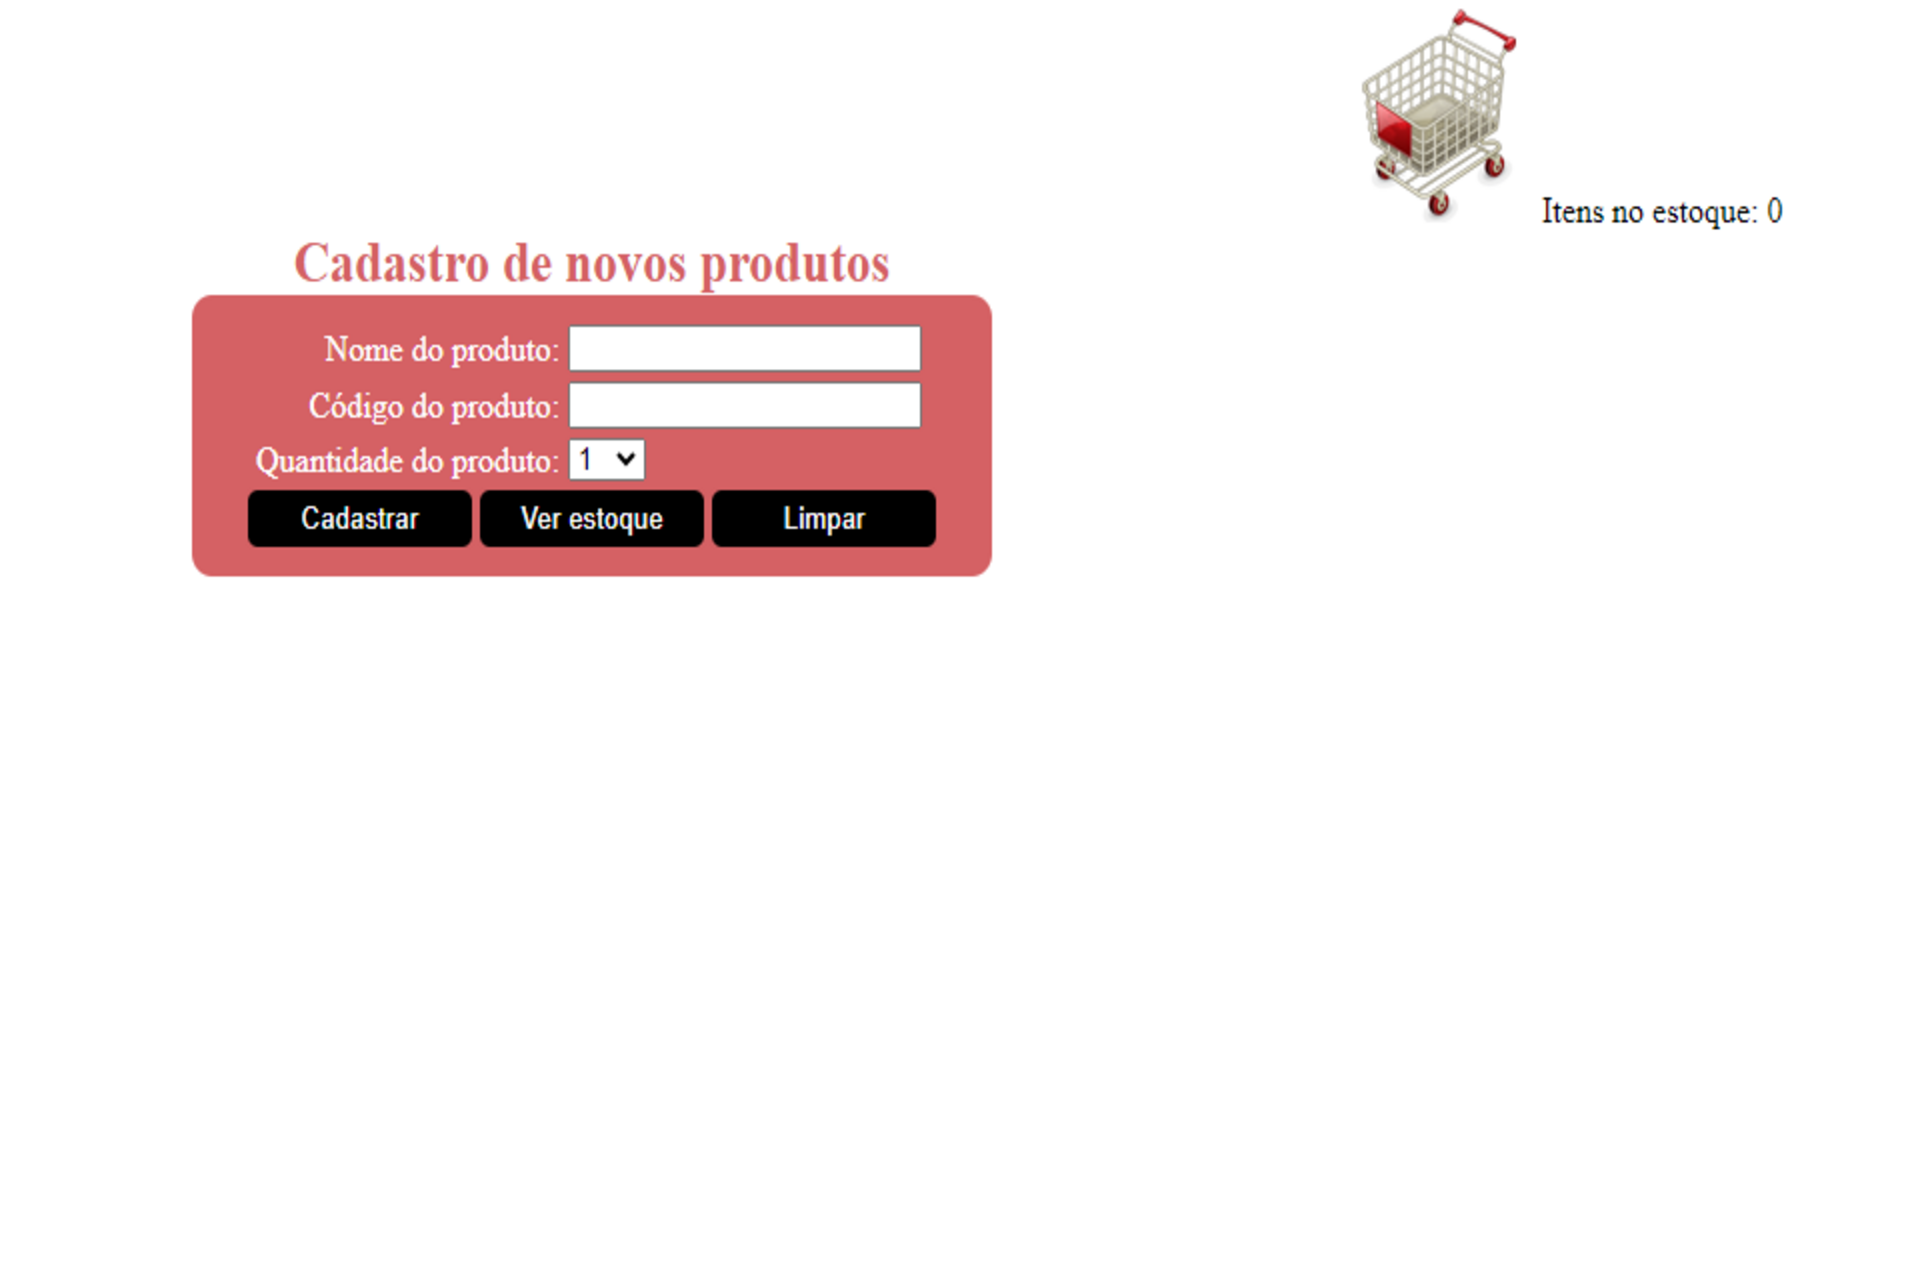 Itens no estoque: 0
Cadastro de novos produtos
Nome do produto:
Código do produto:
Quantidade do produto: 1
Cadastrar Ver estoque Limpar